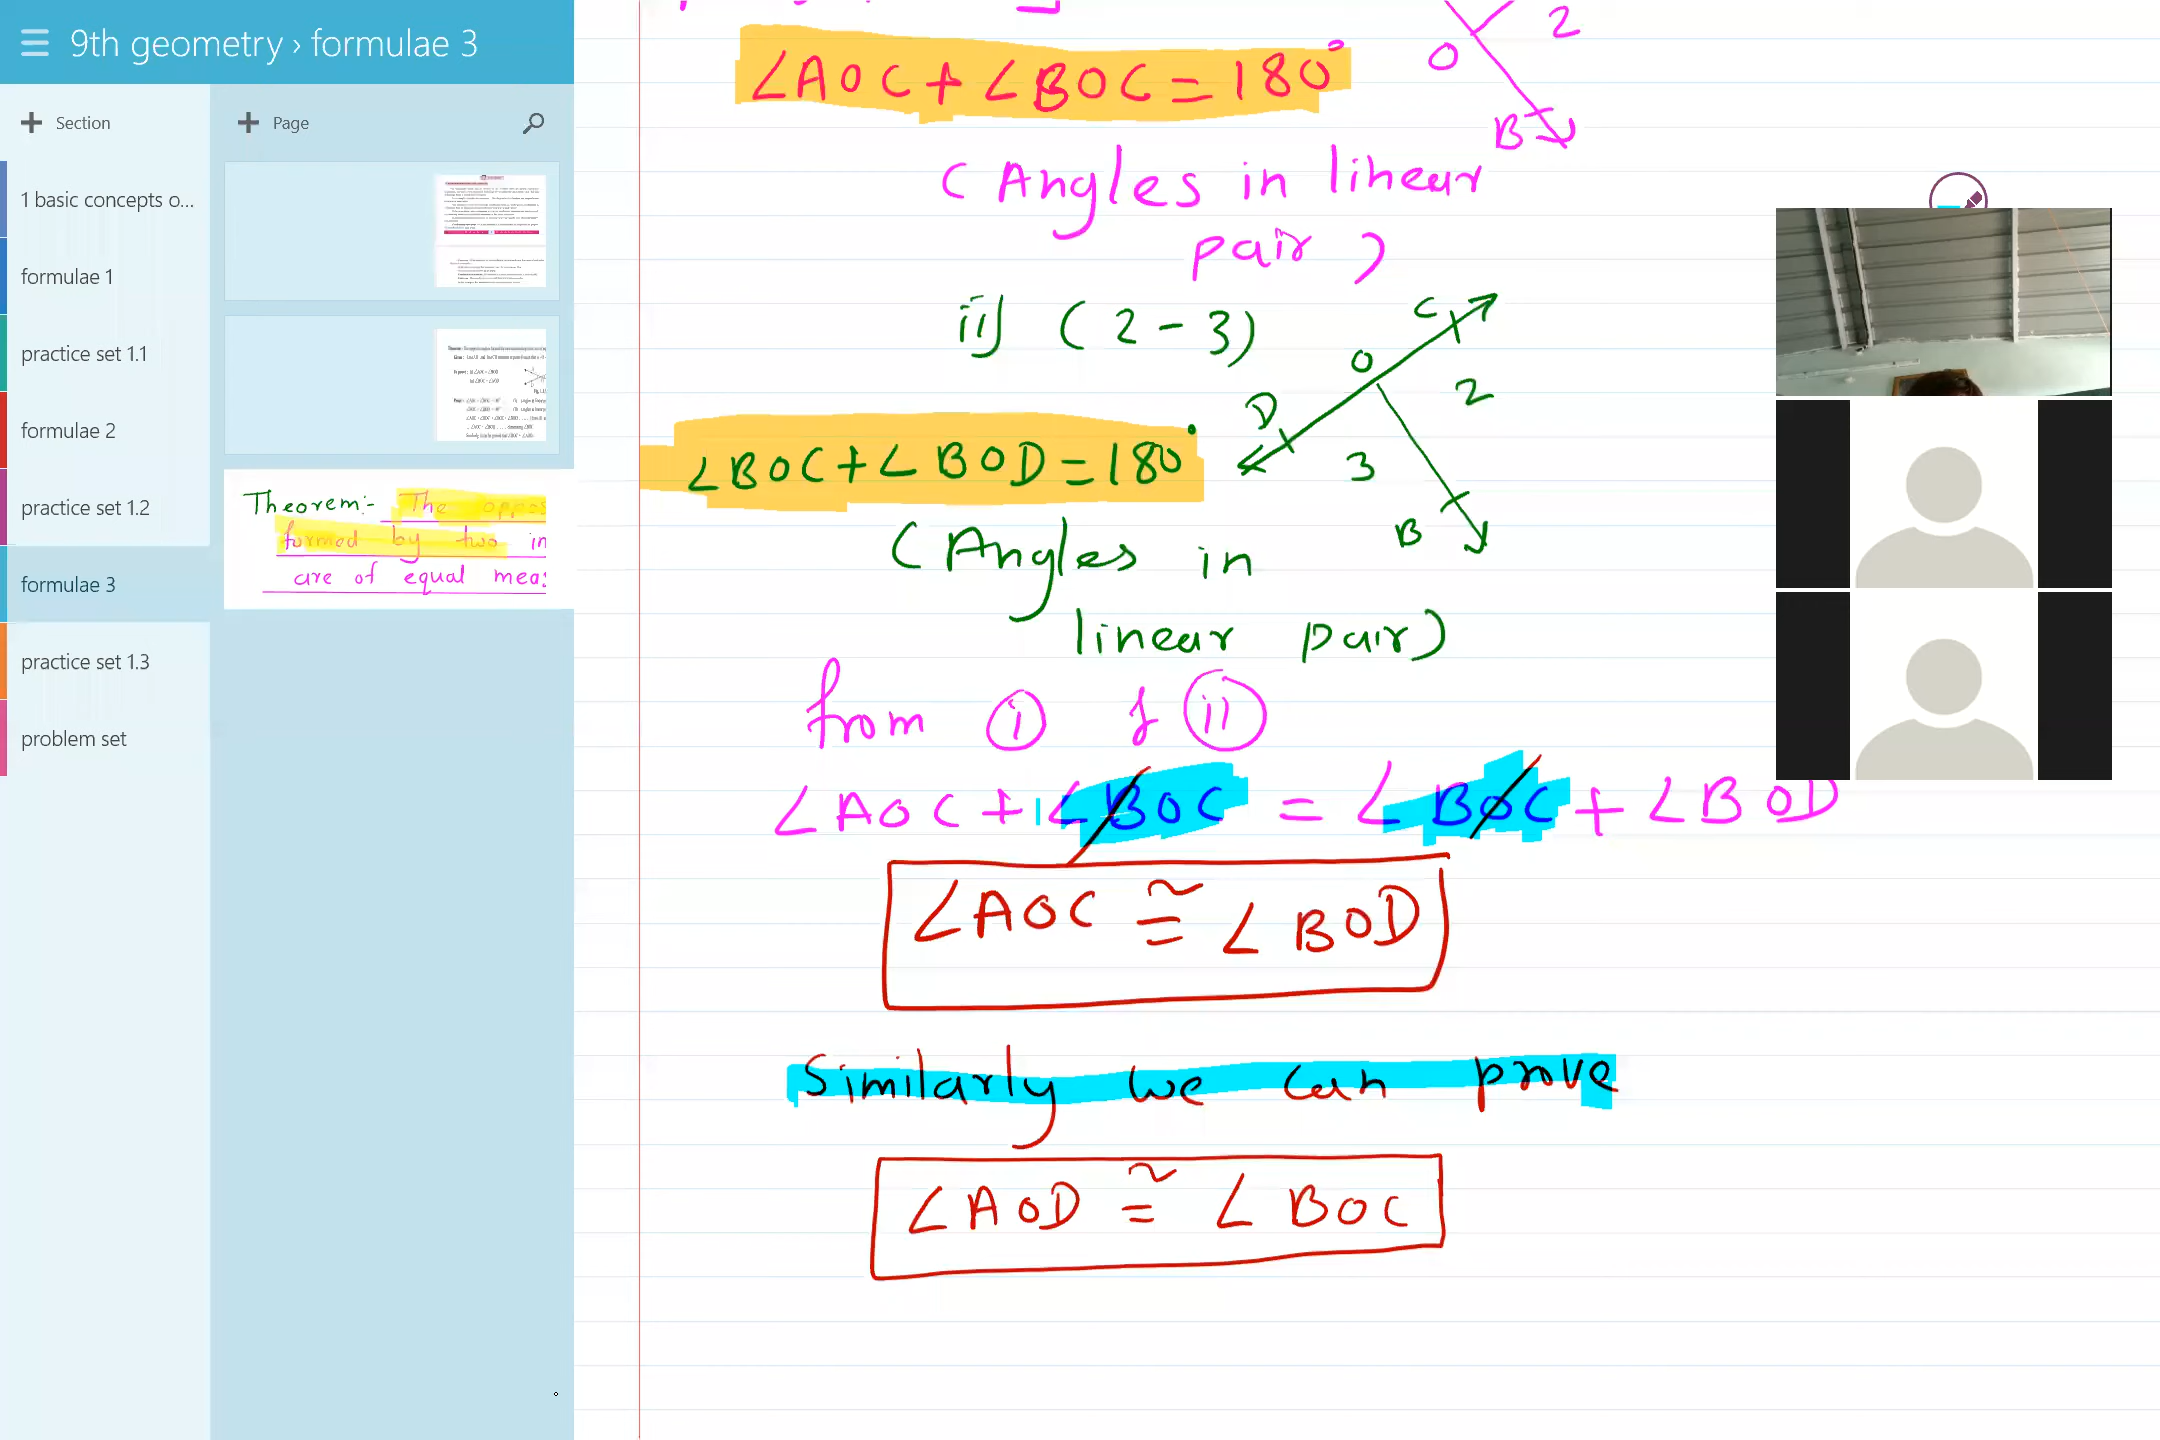 9th geometry › formulae 3
Section
Page
1 basic concepts o...
formulae 1
practice set 1.1
formulae 2
practice set 1.2
formulae 3
practice set 1.3
problem set
Theorem:- The oppos
formed by two in
are of equal meas
∠AOC + ∠BOC = 180°
(Angles in linear
pair)
2
O
B
ii) (2-3)
C
O
2
D
3
B
∠BOC + ∠BOD = 180°
(Angles in
linear pair)
from (i) & (ii)
∠AOC + ∠BOC = ∠BOC + ∠BOD
∠AOC ≅ ∠BOD
Similarly we can prove
∠AOD ≅ ∠BOC